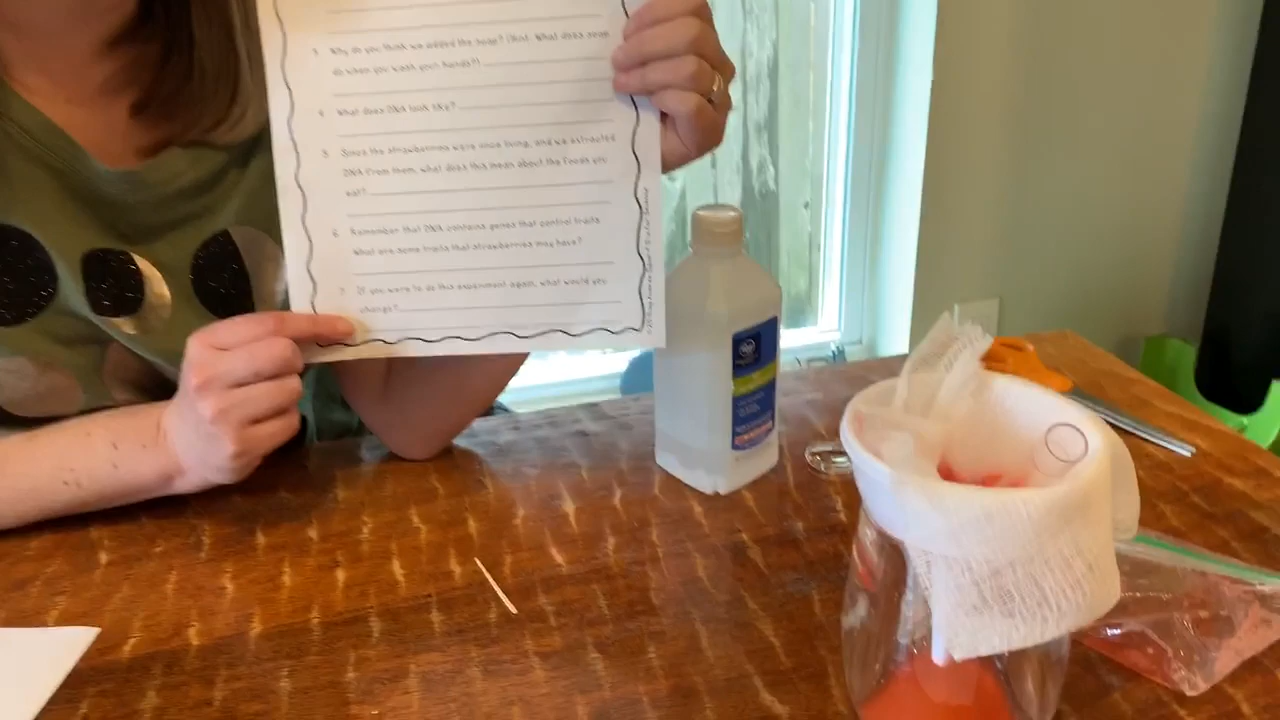 3. Why do you think we added the soap? (Hint: What does soap
do when you wash your hands?)
4. What does DNA look like?
5. Since the strawberries were once living, and we extracted
DNA from them, what does this mean about the foods you
eat?
6. Remember that DNA contains genes that control traits.
What are some traits that strawberries may have?
7. If you were to do this experiment again, what would you
change?